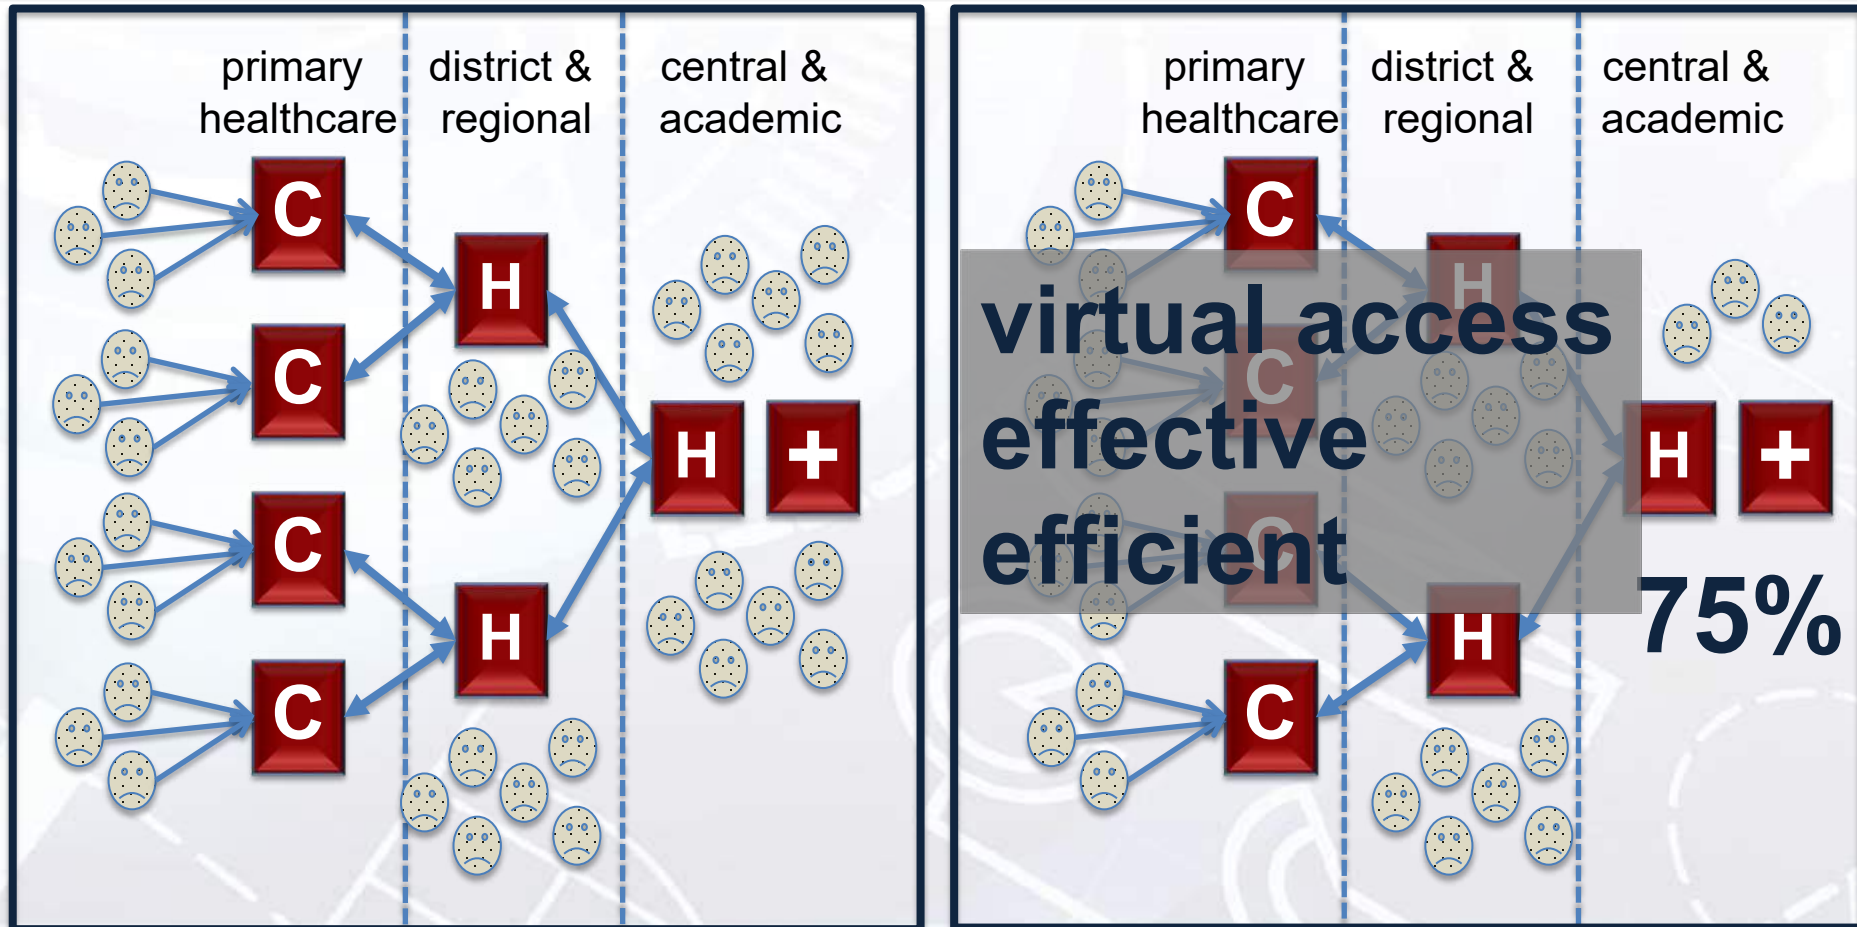 primary
healthcare
district &
regional
central &
academic
C
C
C
C
H
H
H +
primary
healthcare
district &
regional
central &
academic
C
C
C
C
H
H
H +
virtual access
effective
efficient
75%